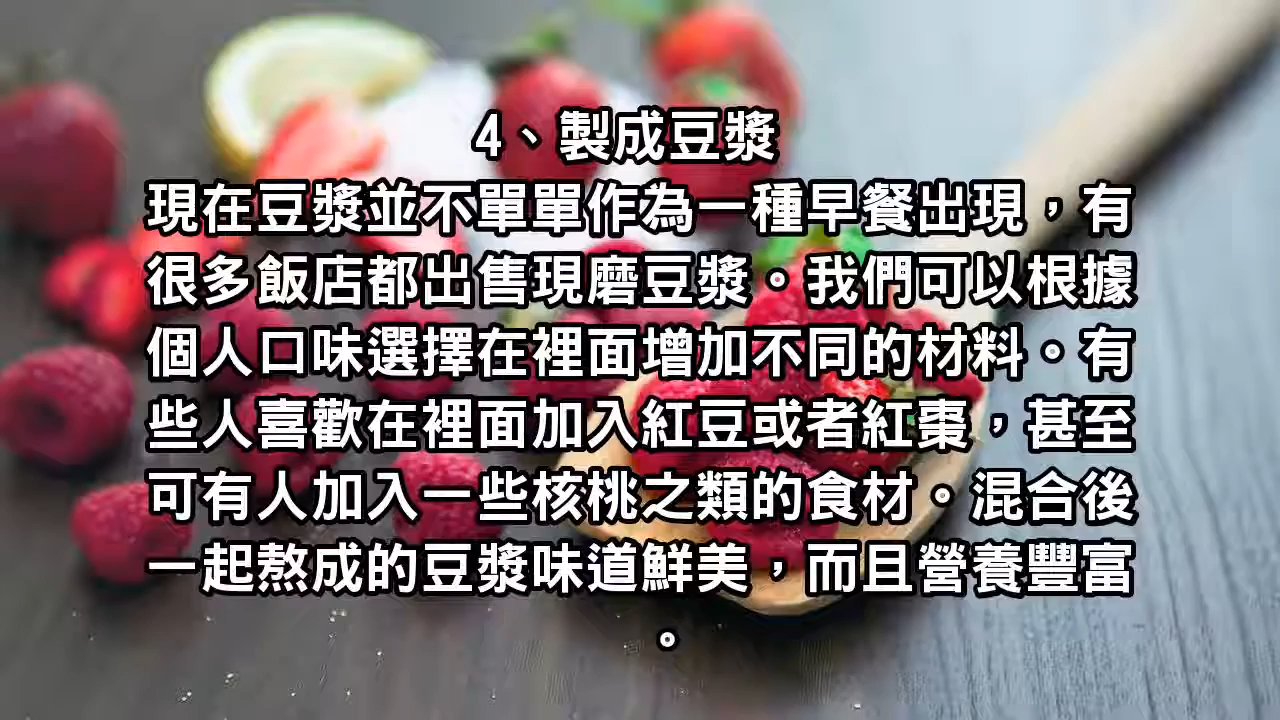 4、製成豆漿
現在豆漿並不單單作為一種早餐出現，有
很多飯店都出售現磨豆漿。我們可以根據
個人口味選擇在裡面增加不同的材料。有
些人喜歡在裡面加入紅豆或者紅棗，甚至
可有人加入一些核桃之類的食材。混合後
一起熬成的豆漿味道鮮美，而且營養豐富
。